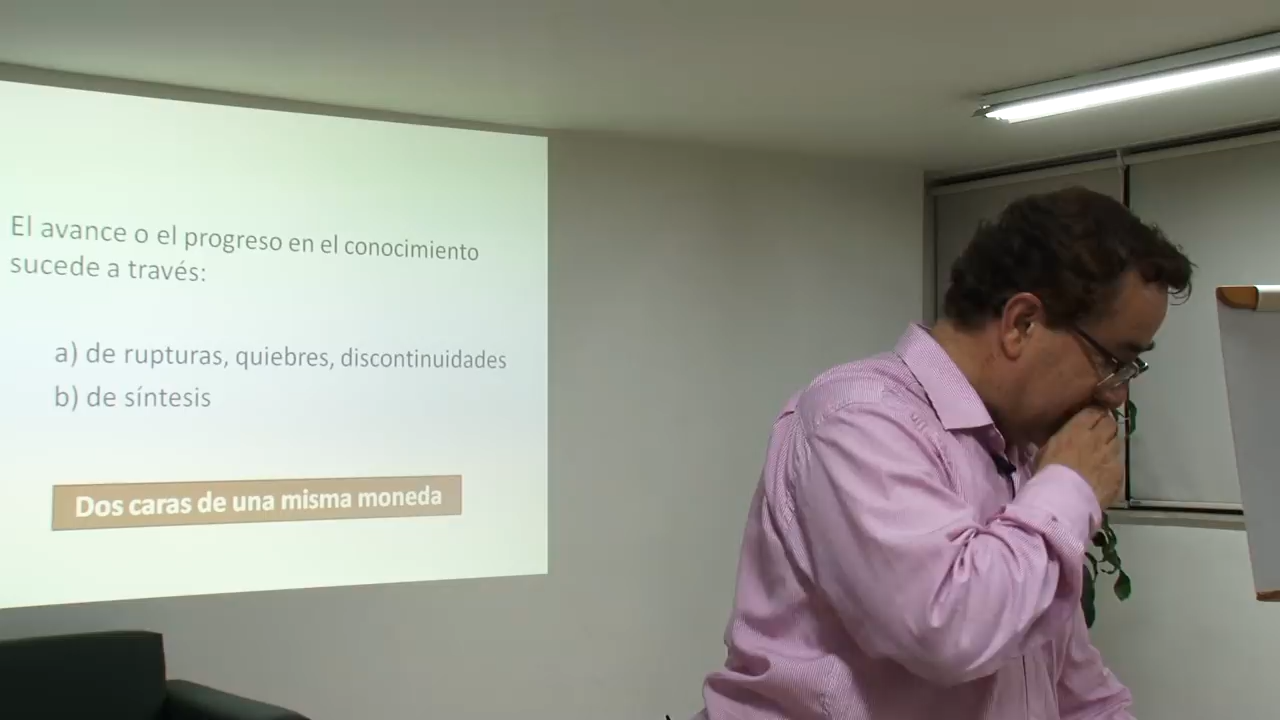 El avance o el progreso en el conocimiento
sucede a través:
a) de rupturas, quiebres, discontinuidades
b) de síntesis
Dos caras de una misma moneda